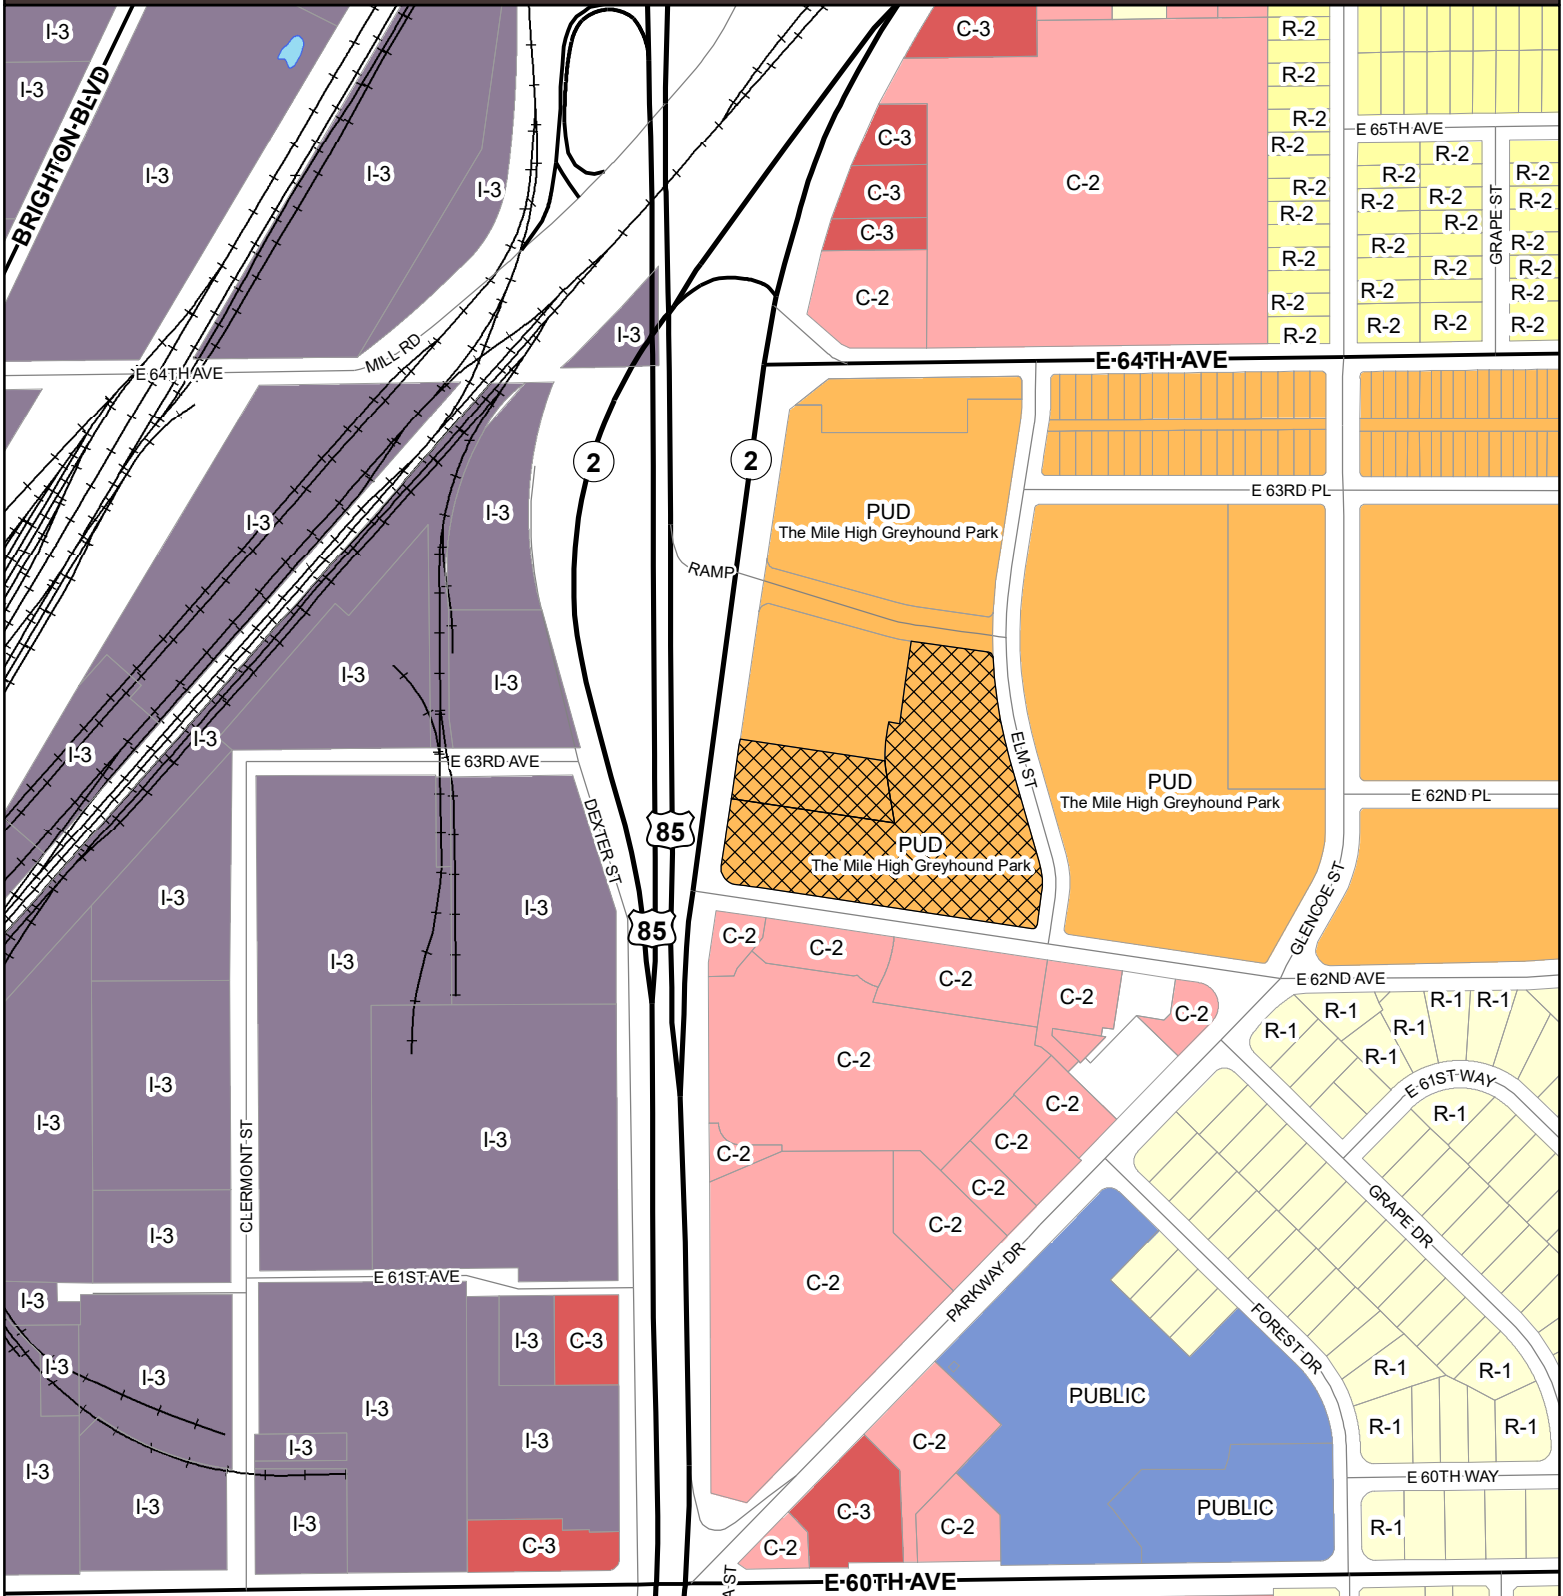 I-3
C-3
R-2
I-3
R-2
BRIGHTON BLVD
R-2
E 65TH AVE
C-3
R-2
R-2
I-3
I-3
C-2
R-2
R-2
I-3
C-3
R-2
R-2
R-2
R-2
R-2
GRAPE ST
C-3
R-2
R-2
R-2
R-2
R-2
R-2
C-2
R-2
R-2
R-2
I-3
R-2
R-2
R-2
R-2
MILL RD
E 64TH AVE
E 64TH AVE
2
2
E 63RD PL
I-3
I-3
PUD
The Mile High Greyhound Park
RAMP
I-3
I-3
I-3
I-3
E 63RD AVE
ELM ST
PUD
The Mile High Greyhound Park
E 62ND PL
DEXTER ST
85
PUD
The Mile High Greyhound Park
I-3
I-3
85
GLENCOE ST
C-2
C-2
I-3
C-2
E 62ND AVE
C-2
R-1
R-1
R-1
C-2
R-1
R-1
C-2
R-1
I-3
E 61ST WAY
C-2
R-1
I-3
I-3
C-2
C-2
CLERMONT ST
C-2
GRAPE DR
I-3
C-2
PARKWAY DR
E 61ST AVE
C-2
I-3
FOREST DR
I-3
C-3
I-3
I-3
R-1
R-1
PUBLIC
I-3
R-1
R-1
I-3
I-3
C-2
I-3
E 60TH WAY
I-3
PUBLIC
I-3
C-3
C-2
R-1
C-3
C-2
E 60TH AVE